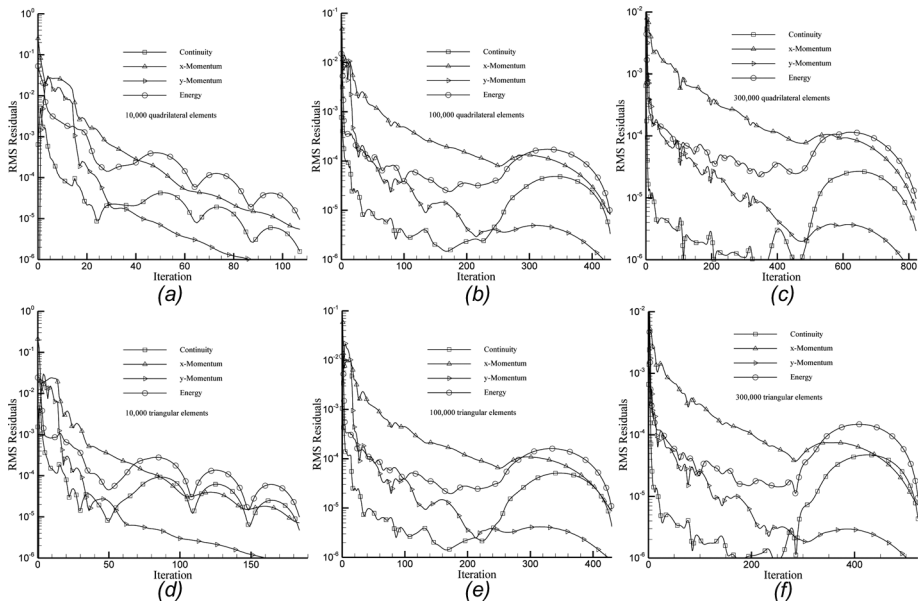 10⁰
10⁻¹
10⁻²
10⁻³
10⁻⁴
10⁻⁵
10⁻⁶
RMS Residuals
Continuity
x-Momentum
y-Momentum
Energy
10,000 quadrilateral elements
0 20 40 60 80 100
Iteration
(a)
10⁻¹
10⁻²
10⁻³
10⁻⁴
10⁻⁵
10⁻⁶
RMS Residuals
Continuity
x-Momentum
y-Momentum
Energy
100,000 quadrilateral elements
0 100 200 300 400
Iteration
(b)
10⁻²
10⁻³
10⁻⁴
10⁻⁵
10⁻⁶
RMS Residuals
Continuity
x-Momentum
y-Momentum
Energy
300,000 quadrilateral elements
0 200 400 600 800
Iteration
(c)
10⁰
10⁻¹
10⁻²
10⁻³
10⁻⁴
10⁻⁵
10⁻⁶
RMS Residuals
Continuity
x-Momentum
y-Momentum
Energy
10,000 triangular elements
0 50 100 150
Iteration
(d)
10⁻¹
10⁻²
10⁻³
10⁻⁴
10⁻⁵
10⁻⁶
RMS Residuals
Continuity
x-Momentum
y-Momentum
Energy
100,000 triangular elements
0 100 200 300 400
Iteration
(e)
10⁻²
10⁻³
10⁻⁴
10⁻⁵
10⁻⁶
RMS Residuals
Continuity
x-Momentum
y-Momentum
Energy
300,000 triangular elements
0 200 400
Iteration
(f)